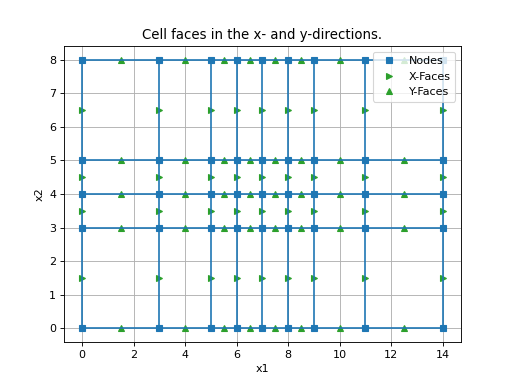 Cell faces in the x- and y-directions.
Nodes
X-Faces
Y-Faces
8
7
6
5
4
3
2
1
0
x2
0 2 4 6 8 10 12 14
x1